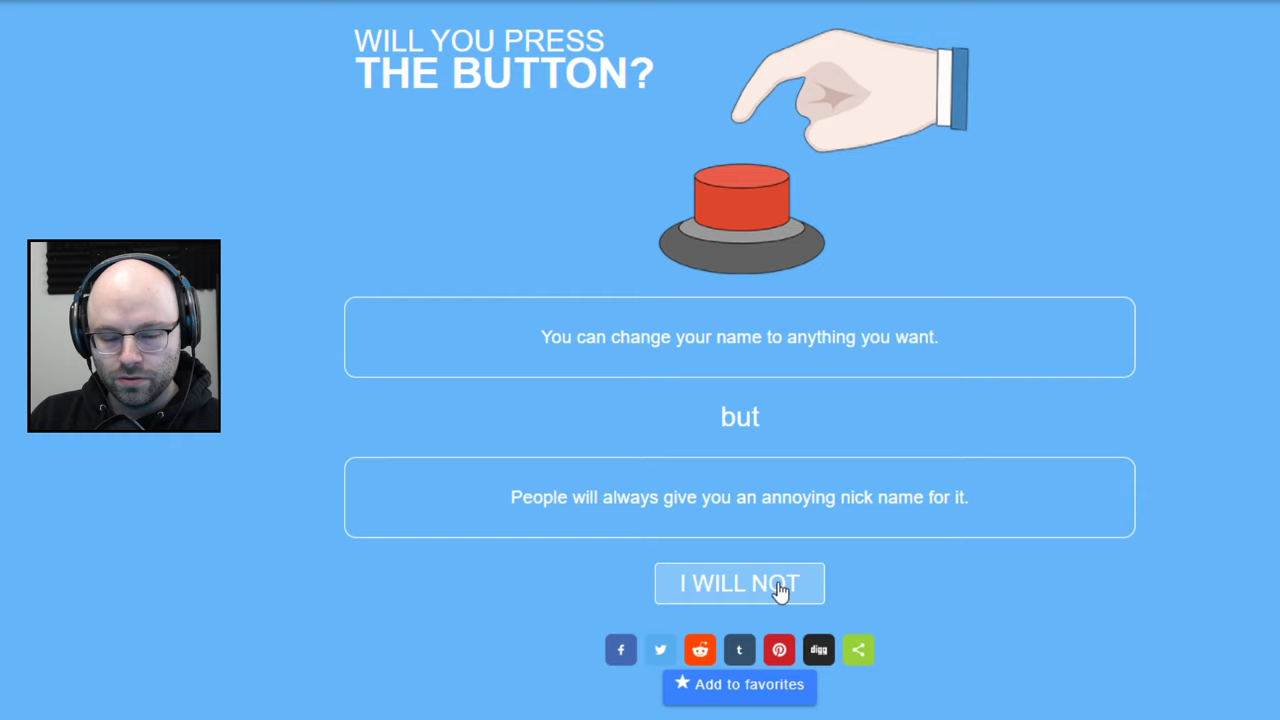 WILL YOU PRESS
THE BUTTON?
You can change your name to anything you want.
but
People will always give you an annoying nick name for it.
I WILL NOT
f
t
digg
Add to favorites